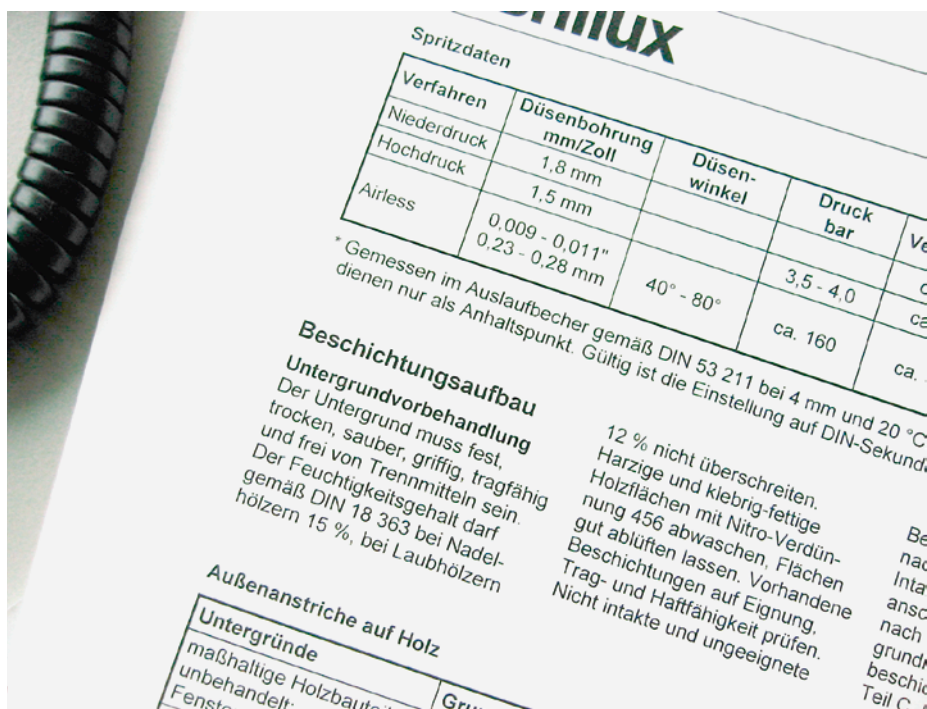 Spritzdaten
Verfahren Düsenbohrung mm/Zoll Düsen-winkel Druck bar
Niederdruck 1,8 mm
Hochdruck 1,5 mm 3,5 - 4,0
Airless 0,009 - 0,011" 40° - 80° ca. 160 ca.
0,23 - 0,28 mm
* Gemessen im Auslaufbecher gemäß DIN 53 211 bei 4 mm und 20 °C
dienen nur als Anhaltspunkt. Gültig ist die Einstellung auf DIN-Sekunde
Beschichtungsaufbau
Untergrundvorbehandlung
Der Untergrund muss fest,
trocken, sauber, griffig, tragfähig
und frei von Trennmitteln sein.
Der Feuchtigkeitsgehalt darf
gemäß DIN 18 363 bei Nadel-
hölzern 15 %, bei Laubhölzern
12 % nicht überschreiten.
Harzige und klebrig-fettige
Holzflächen mit Nitro-Verdün-
nung 456 abwaschen, Flächen
gut ablüften lassen. Vorhandene
Beschichtungen auf Eignung,
Trag- und Haftfähigkeit prüfen.
Nicht intakte und ungeeignete
nach
Teil C
Außenanstriche auf Holz
Untergründe
maßhaltige Holzbauteile
unbehandelt: